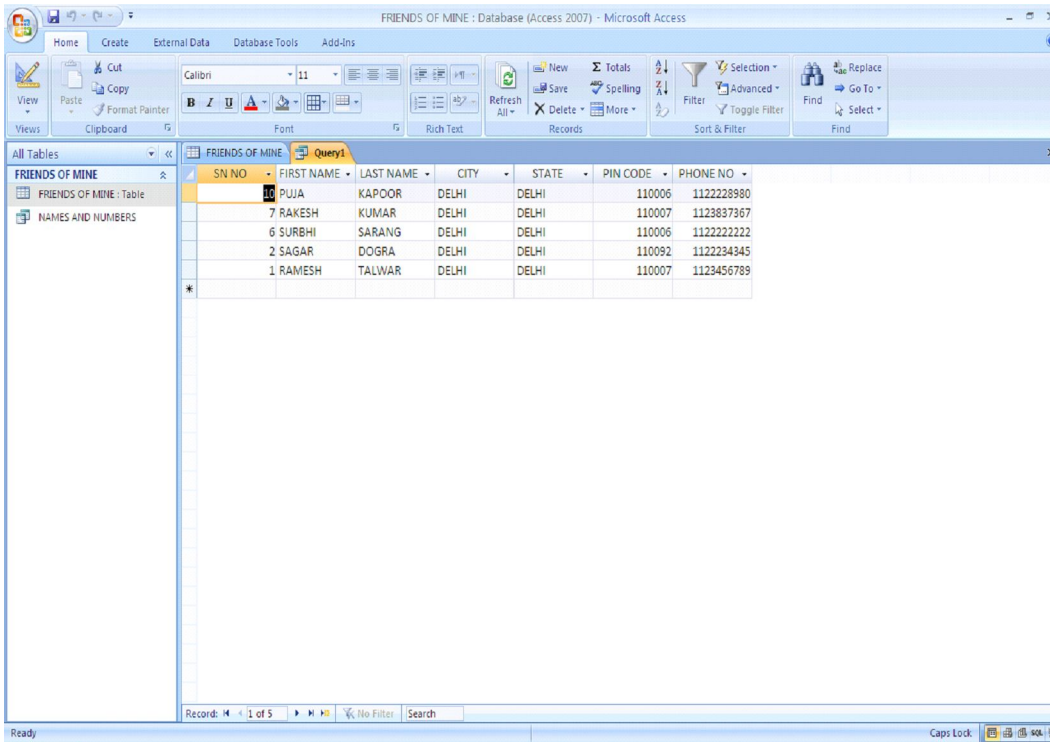 FRIENDS OF MINE : Database (Access 2007) - Microsoft Access
Home Create External Data Database Tools Add-Ins
View
Views
Paste
Cut
Copy
Format Painter
Clipboard
Calibri 11
B I U A
Font
Rich Text
Refresh
All
New
Save
Delete
Totals
Spelling
More
Records
Filter
Selection
Advanced
Toggle Filter
Sort & Filter
Find
Replace
Go To
Select
Find
All Tables
FRIENDS OF MINE
FRIENDS OF MINE : Table
NAMES AND NUMBERS
FRIENDS OF MINE Query1
SN NO FIRST NAME LAST NAME CITY STATE PIN CODE PHONE NO
10 PUJA KAPOOR DELHI DELHI 110006 1122228980
7 RAKESH KUMAR DELHI DELHI 110007 1123837367
6 SURBHI SARANG DELHI DELHI 110006 1122222222
2 SAGAR DOGRA DELHI DELHI 110092 1122234345
1 RAMESH TALWAR DELHI DELHI 110007 1123456789
Record: 1 of 5 No Filter Search
Ready Caps Lock SQL